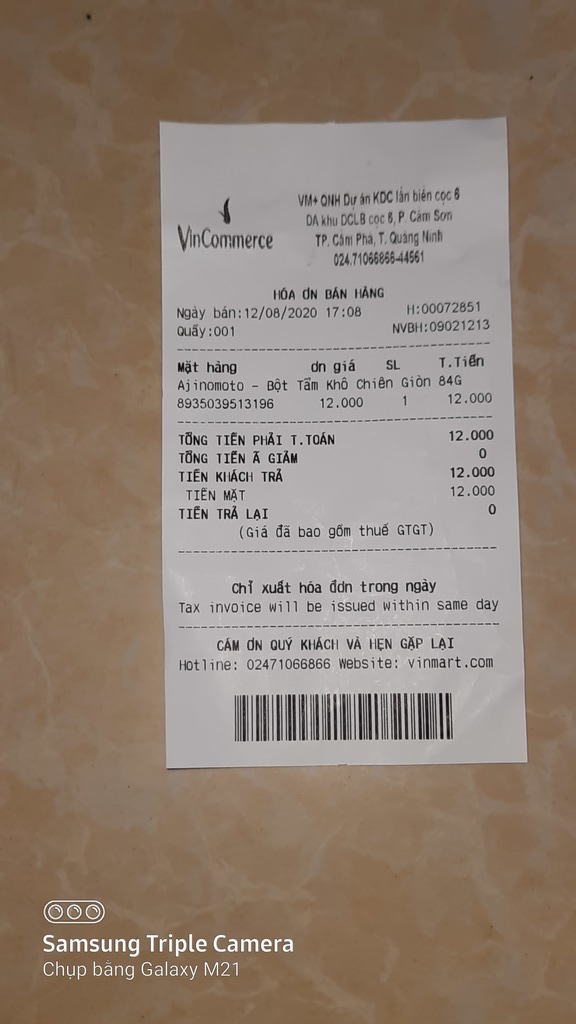 VinCommerce
VM+ QNH Dự án KDC lấn biển cọc 6
DA khu DCLB cọc 6, P. Cẩm Sơn
TP. Cẩm Phả, T. Quảng Ninh
024.71066866-44561
HÓA ƠN BÁN HÀNG
Ngày bán:12/08/2020 17:08 H:00072851
Quầy:001 NVBH:09021213
Mặt hàng ơn giá SL T.Tiền
Ajinomoto - Bột Tẩm Khô Chiên Giòn 84G
8935039513196 12.000 1 12.000
TỔNG TIỀN PHẢI T.TOÁN 12.000
TỔNG TIỀN Ã GIẢM 0
TIỀN KHÁCH TRẢ 12.000
TIỀN MẶT 12.000
TIỀN TRẢ LẠI 0
(Giá đã bao gồm thuế GTGT)
Chỉ xuất hóa đơn trong ngày
Tax invoice will be issued within same day
CẢM ƠN QUÝ KHÁCH VÀ HẸN GẶP LẠI
Hotline: 02471066866 Website: vinmart.com
Samsung Triple Camera
Chụp bằng Galaxy M21